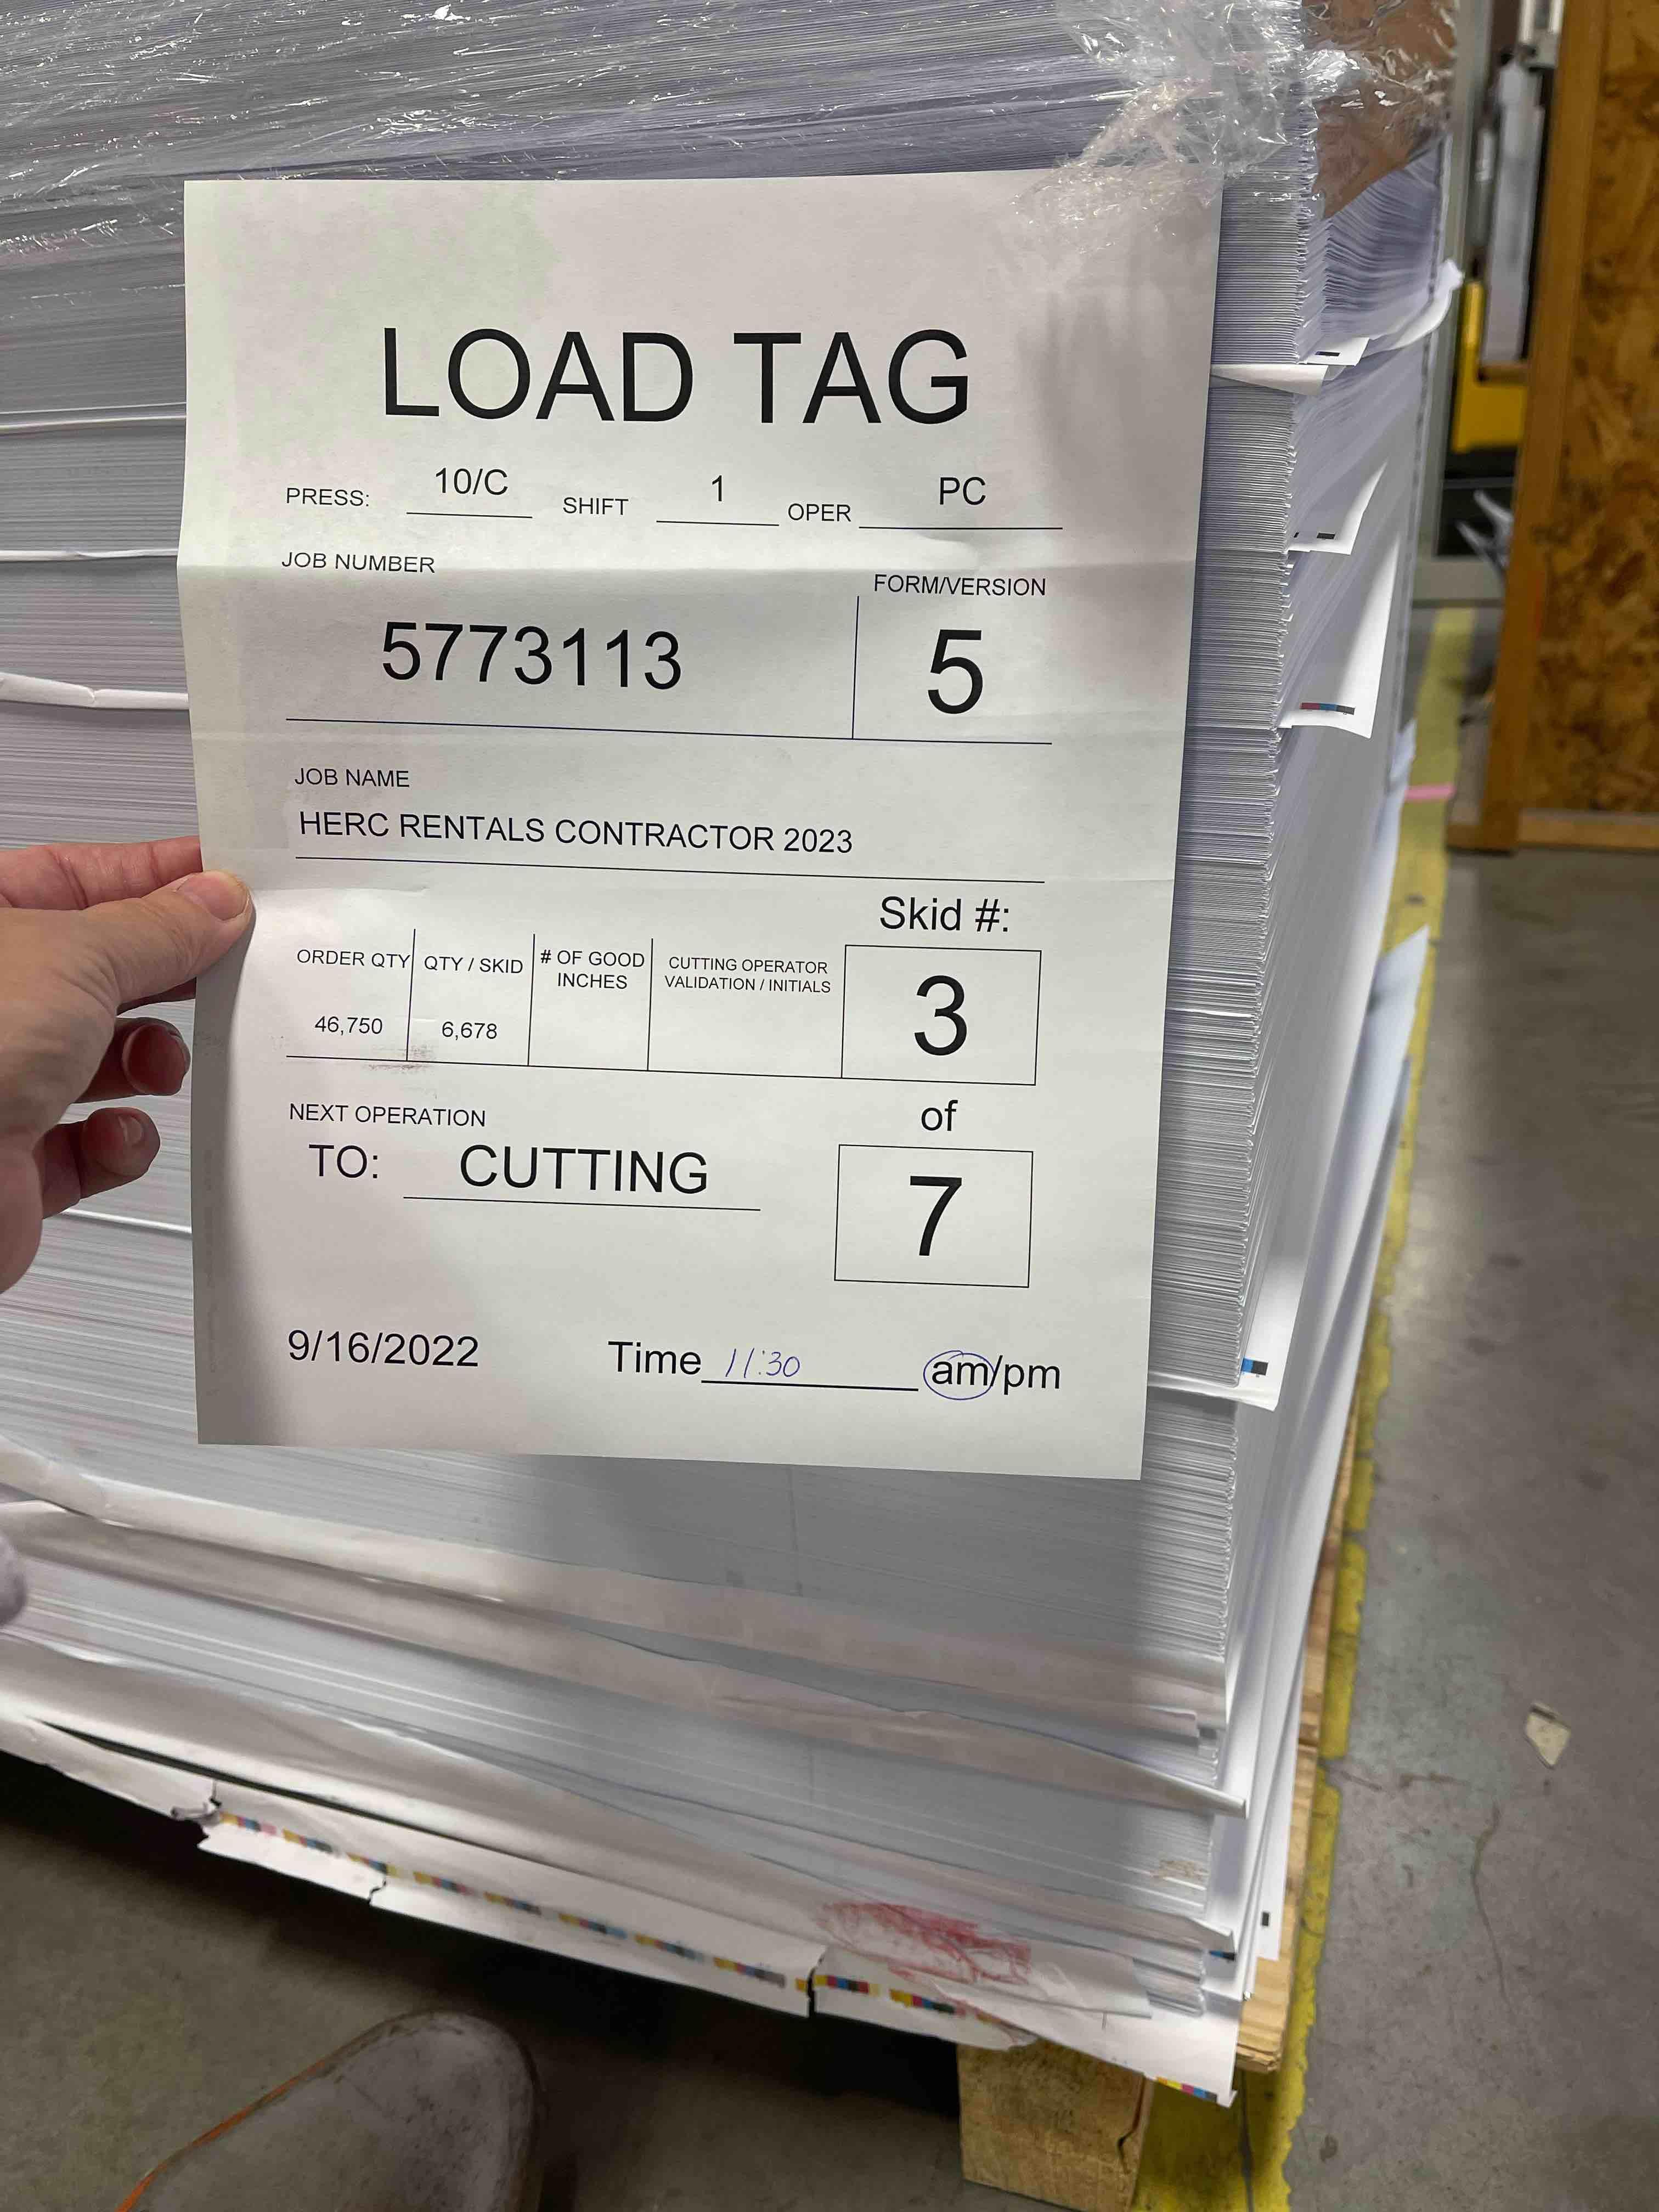 LOAD TAG
PRESS: 10/C SHIFT 1 OPER PC
JOB NUMBER
FORM/VERSION
5773113
5
JOB NAME
HERC RENTALS CONTRACTOR 2023
Skid #:
ORDER QTY
QTY / SKID
# OF GOOD
INCHES
CUTTING OPERATOR
VALIDATION / INITIALS
3
46,750
6,678
NEXT OPERATION
of
TO: CUTTING
7
9/16/2022
Time 11:30 am/pm